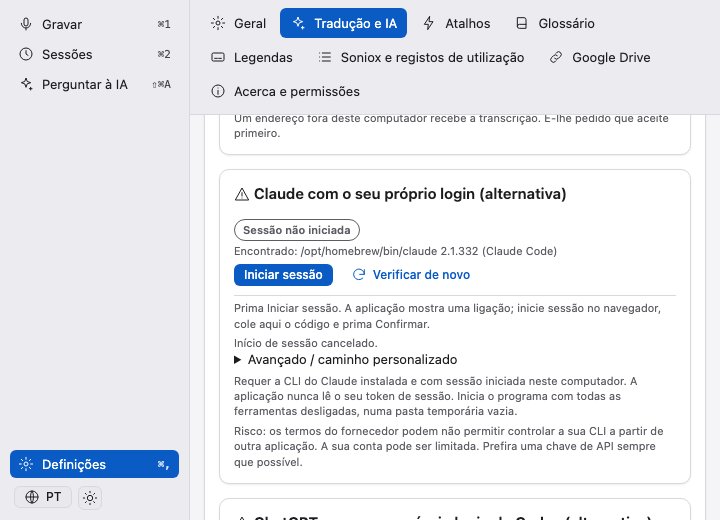 Gravar ⌘1
Sessões ⌘2
Perguntar à IA ⇧⌘A
Definições ⌘,
PT
Geral
Tradução e IA
Atalhos
Glossário
Legendas
Soniox e registos de utilização
Google Drive
Acerca e permissões
Um endereço fora deste computador recebe a transcrição. É-lhe pedido que aceite
primeiro.
Claude com o seu próprio login (alternativa)
Sessão não iniciada
Encontrado: /opt/homebrew/bin/claude 2.1.332 (Claude Code)
Iniciar sessão
Verificar de novo
Prima Iniciar sessão. A aplicação mostra uma ligação; inicie sessão no navegador,
cole aqui o código e prima Confirmar.
Início de sessão cancelado.
Avançado / caminho personalizado
Requer a CLI do Claude instalada e com sessão iniciada neste computador. A
aplicação nunca lê o seu token de sessão. Inicia o programa com todas as
ferramentas desligadas, numa pasta temporária vazia.
Risco: os termos do fornecedor podem não permitir controlar a sua CLI a partir de
outra aplicação. A sua conta pode ser limitada. Prefira uma chave de API sempre
que possível.